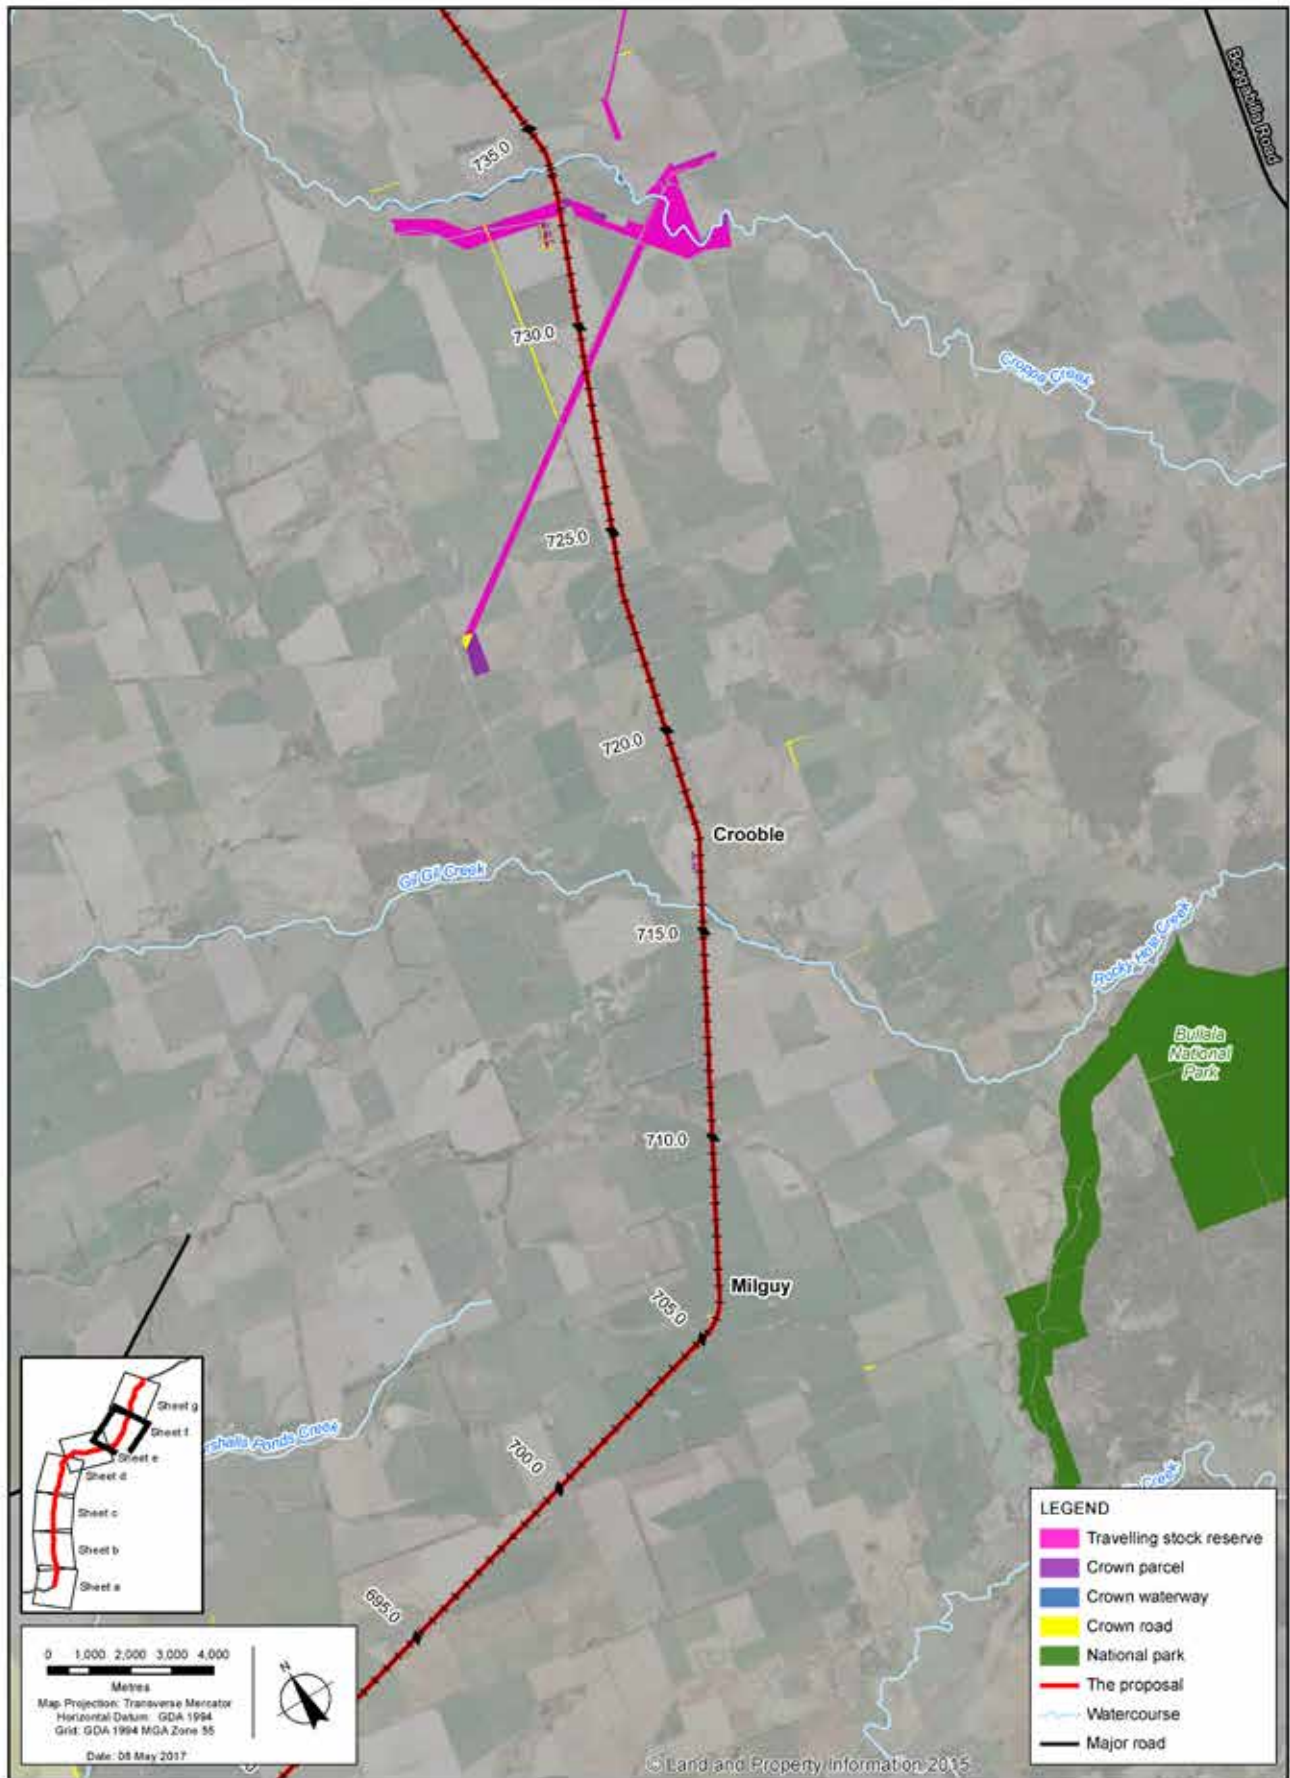 Boggabilla Road
735.0
730.0
Croppa Creek
725.0
720.0
Crooble
Gil Gil Creek
715.0
Rocky Hole Creek
Bullala
National
Park
710.0
Milguy
705.0
Sheet g
Sheet f
Sheet e
Sheet d
Sheet c
Sheet b
Sheet a
rshalls Ponds Creek
700.0
Creek
695.0
LEGEND
Travelling stock reserve
Crown parcel
Crown waterway
Crown road
National park
The proposal
Watercourse
Major road
0 1,000 2,000 3,000 4,000
Metres
Map Projection: Transverse Mercator
Horizontal Datum: GDA 1994
Grid: GDA 1994 MGA Zone 55
Date: 08 May 2017
N
© Land and Property Information 2015